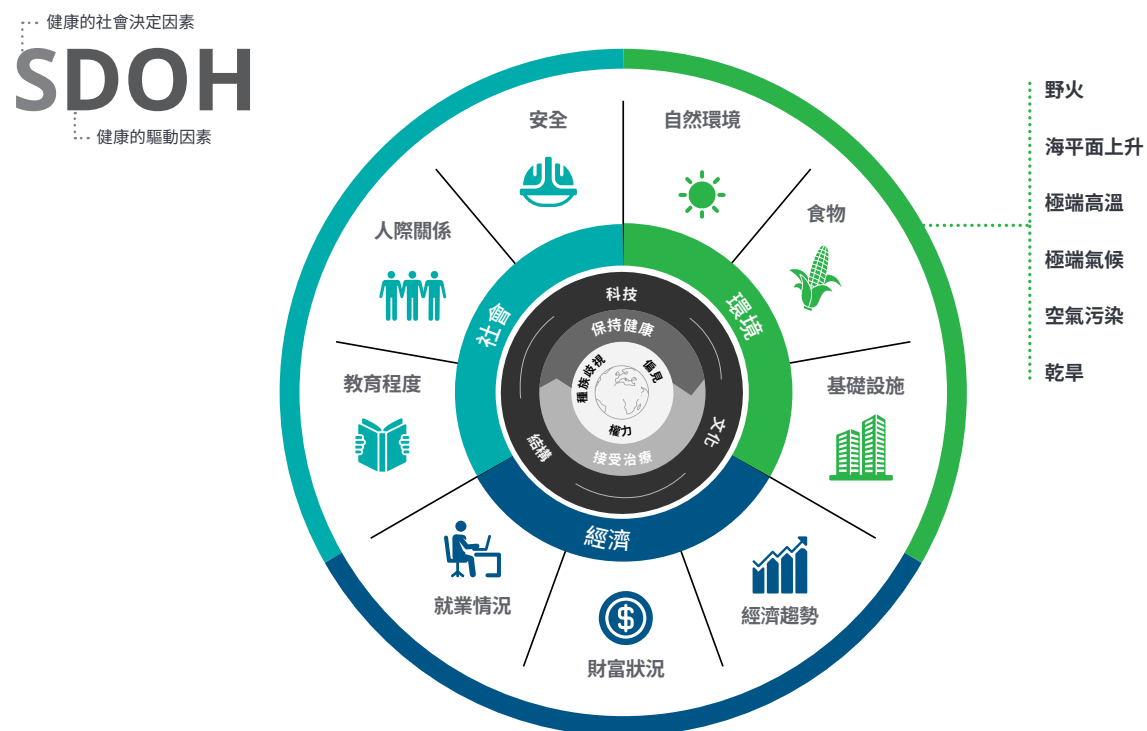 健康的社會決定因素
SDOH
健康的驅動因素
安全
自然環境
人際關係
食物
教育程度
基礎設施
就業情況
財富狀況
經濟趨勢
社會
環境
經濟
科技
文化
結構
保持健康
接受治療
種族歧視
偏見
權力
$
野火
海平面上升
極端高溫
極端氣候
空氣污染
乾旱